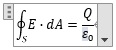 ∮_S E · dA = Q/ε₀